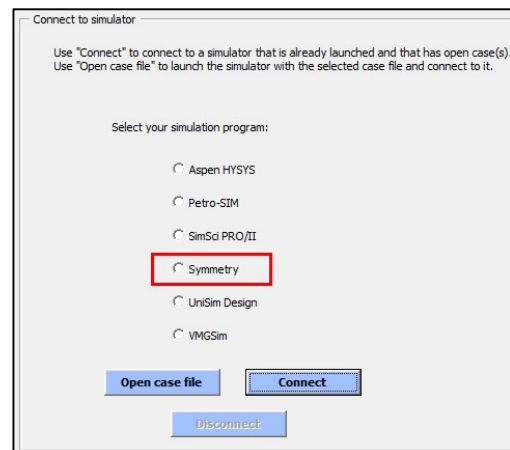 Connect to simulator
Use "Connect" to connect to a simulator that is already launched and that has open case(s).
Use "Open case file" to launch the simulator with the selected case file and connect to it.
Select your simulation program:
Aspen HYSYS
Petro-SIM
SimSci PRO/II
Symmetry
UniSim Design
VMGSim
Open case file Connect
Disconnect